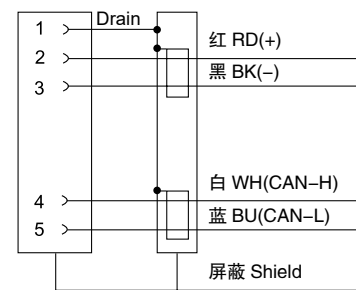 1 Drain
红 RD(+)
2
黑 BK(–)
3
白 WH(CAN–H)
4
蓝 BU(CAN–L)
5
屏蔽 Shield